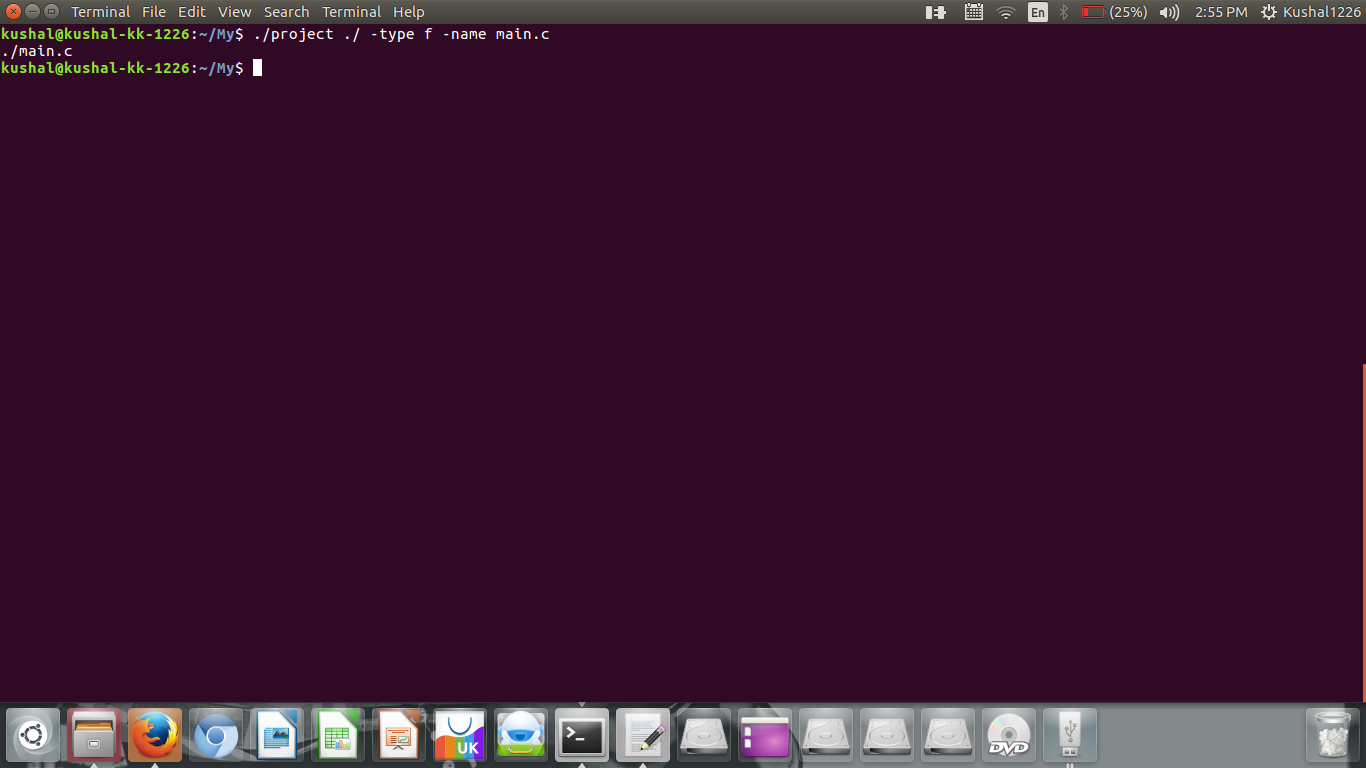 Terminal File Edit View Search Terminal Help En (25%) 2:55 PM Kushal1226
kushal@kushal-kk-1226:~/My$ ./project ./ -type f -name main.c
./main.c
kushal@kushal-kk-1226:~/My$
>_ UK DVD